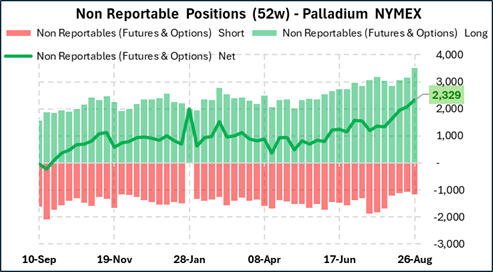 Non Reportable Positions (52w) - Palladium NYMEX
Non Reportables (Futures & Options) Short
Non Reportables (Futures & Options) Long
Non Reportables (Futures & Options) Net
4,000
3,000
2,329
2,000
1,000
-
-1,000
-2,000
-3,000
10-Sep 19-Nov 28-Jan 08-Apr 17-Jun 26-Aug